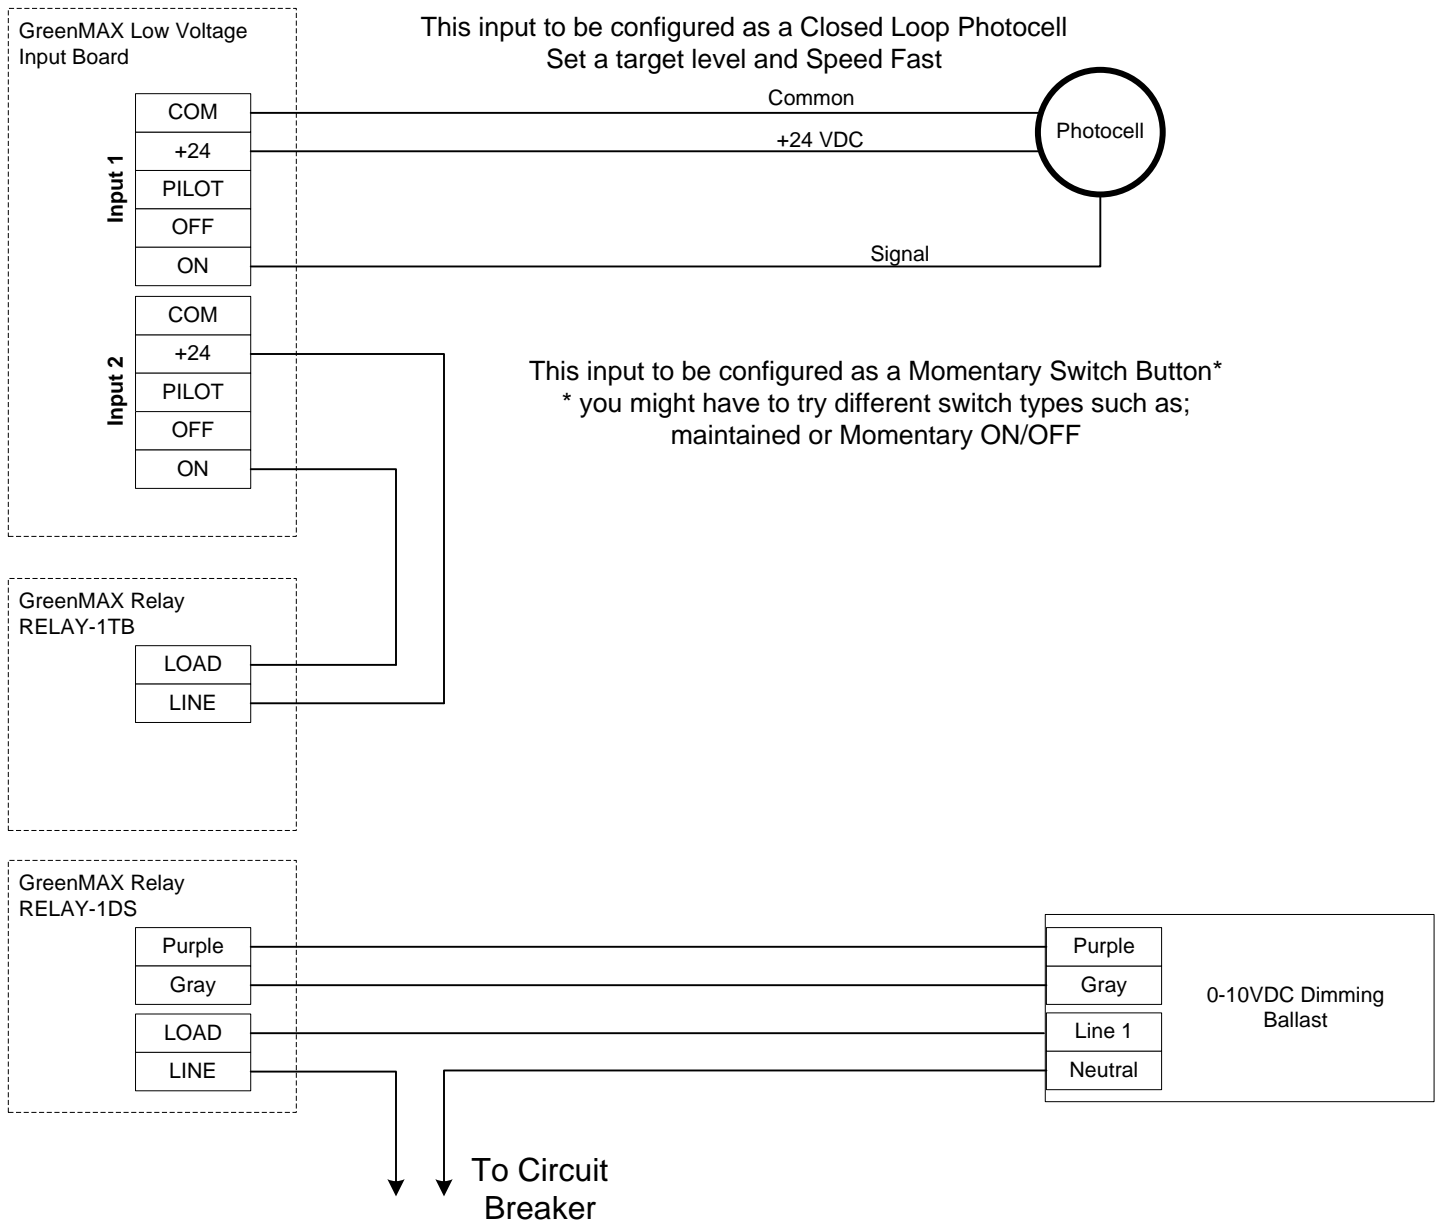 GreenMAX Low Voltage
Input Board
This input to be configured as a Closed Loop Photocell
Set a target level and Speed Fast
Input 1
COM
+24
PILOT
OFF
ON
Common
+24 VDC
Signal
Photocell
Input 2
COM
+24
PILOT
OFF
ON
This input to be configured as a Momentary Switch Button*
* you might have to try different switch types such as;
maintained or Momentary ON/OFF
GreenMAX Relay
RELAY-1TB
LOAD
LINE
GreenMAX Relay
RELAY-1DS
Purple
Gray
LOAD
LINE
Purple
Gray
Line 1
Neutral
0-10VDC Dimming
Ballast
To Circuit
Breaker